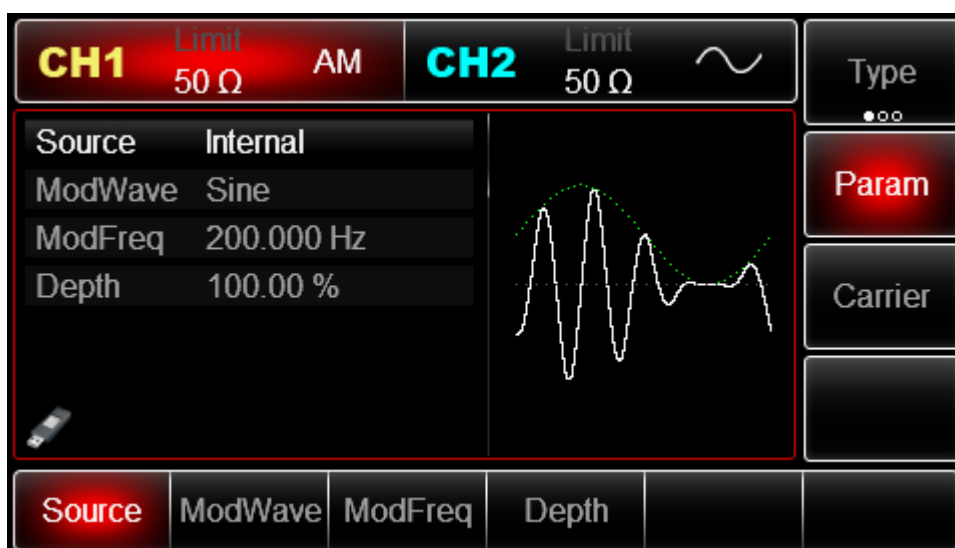 CH1 Limit 50 Ω AM CH2 Limit 50 Ω Type
Source Internal
ModWave Sine
ModFreq 200.000 Hz
Depth 100.00 %
Param
Carrier
Source ModWave ModFreq Depth